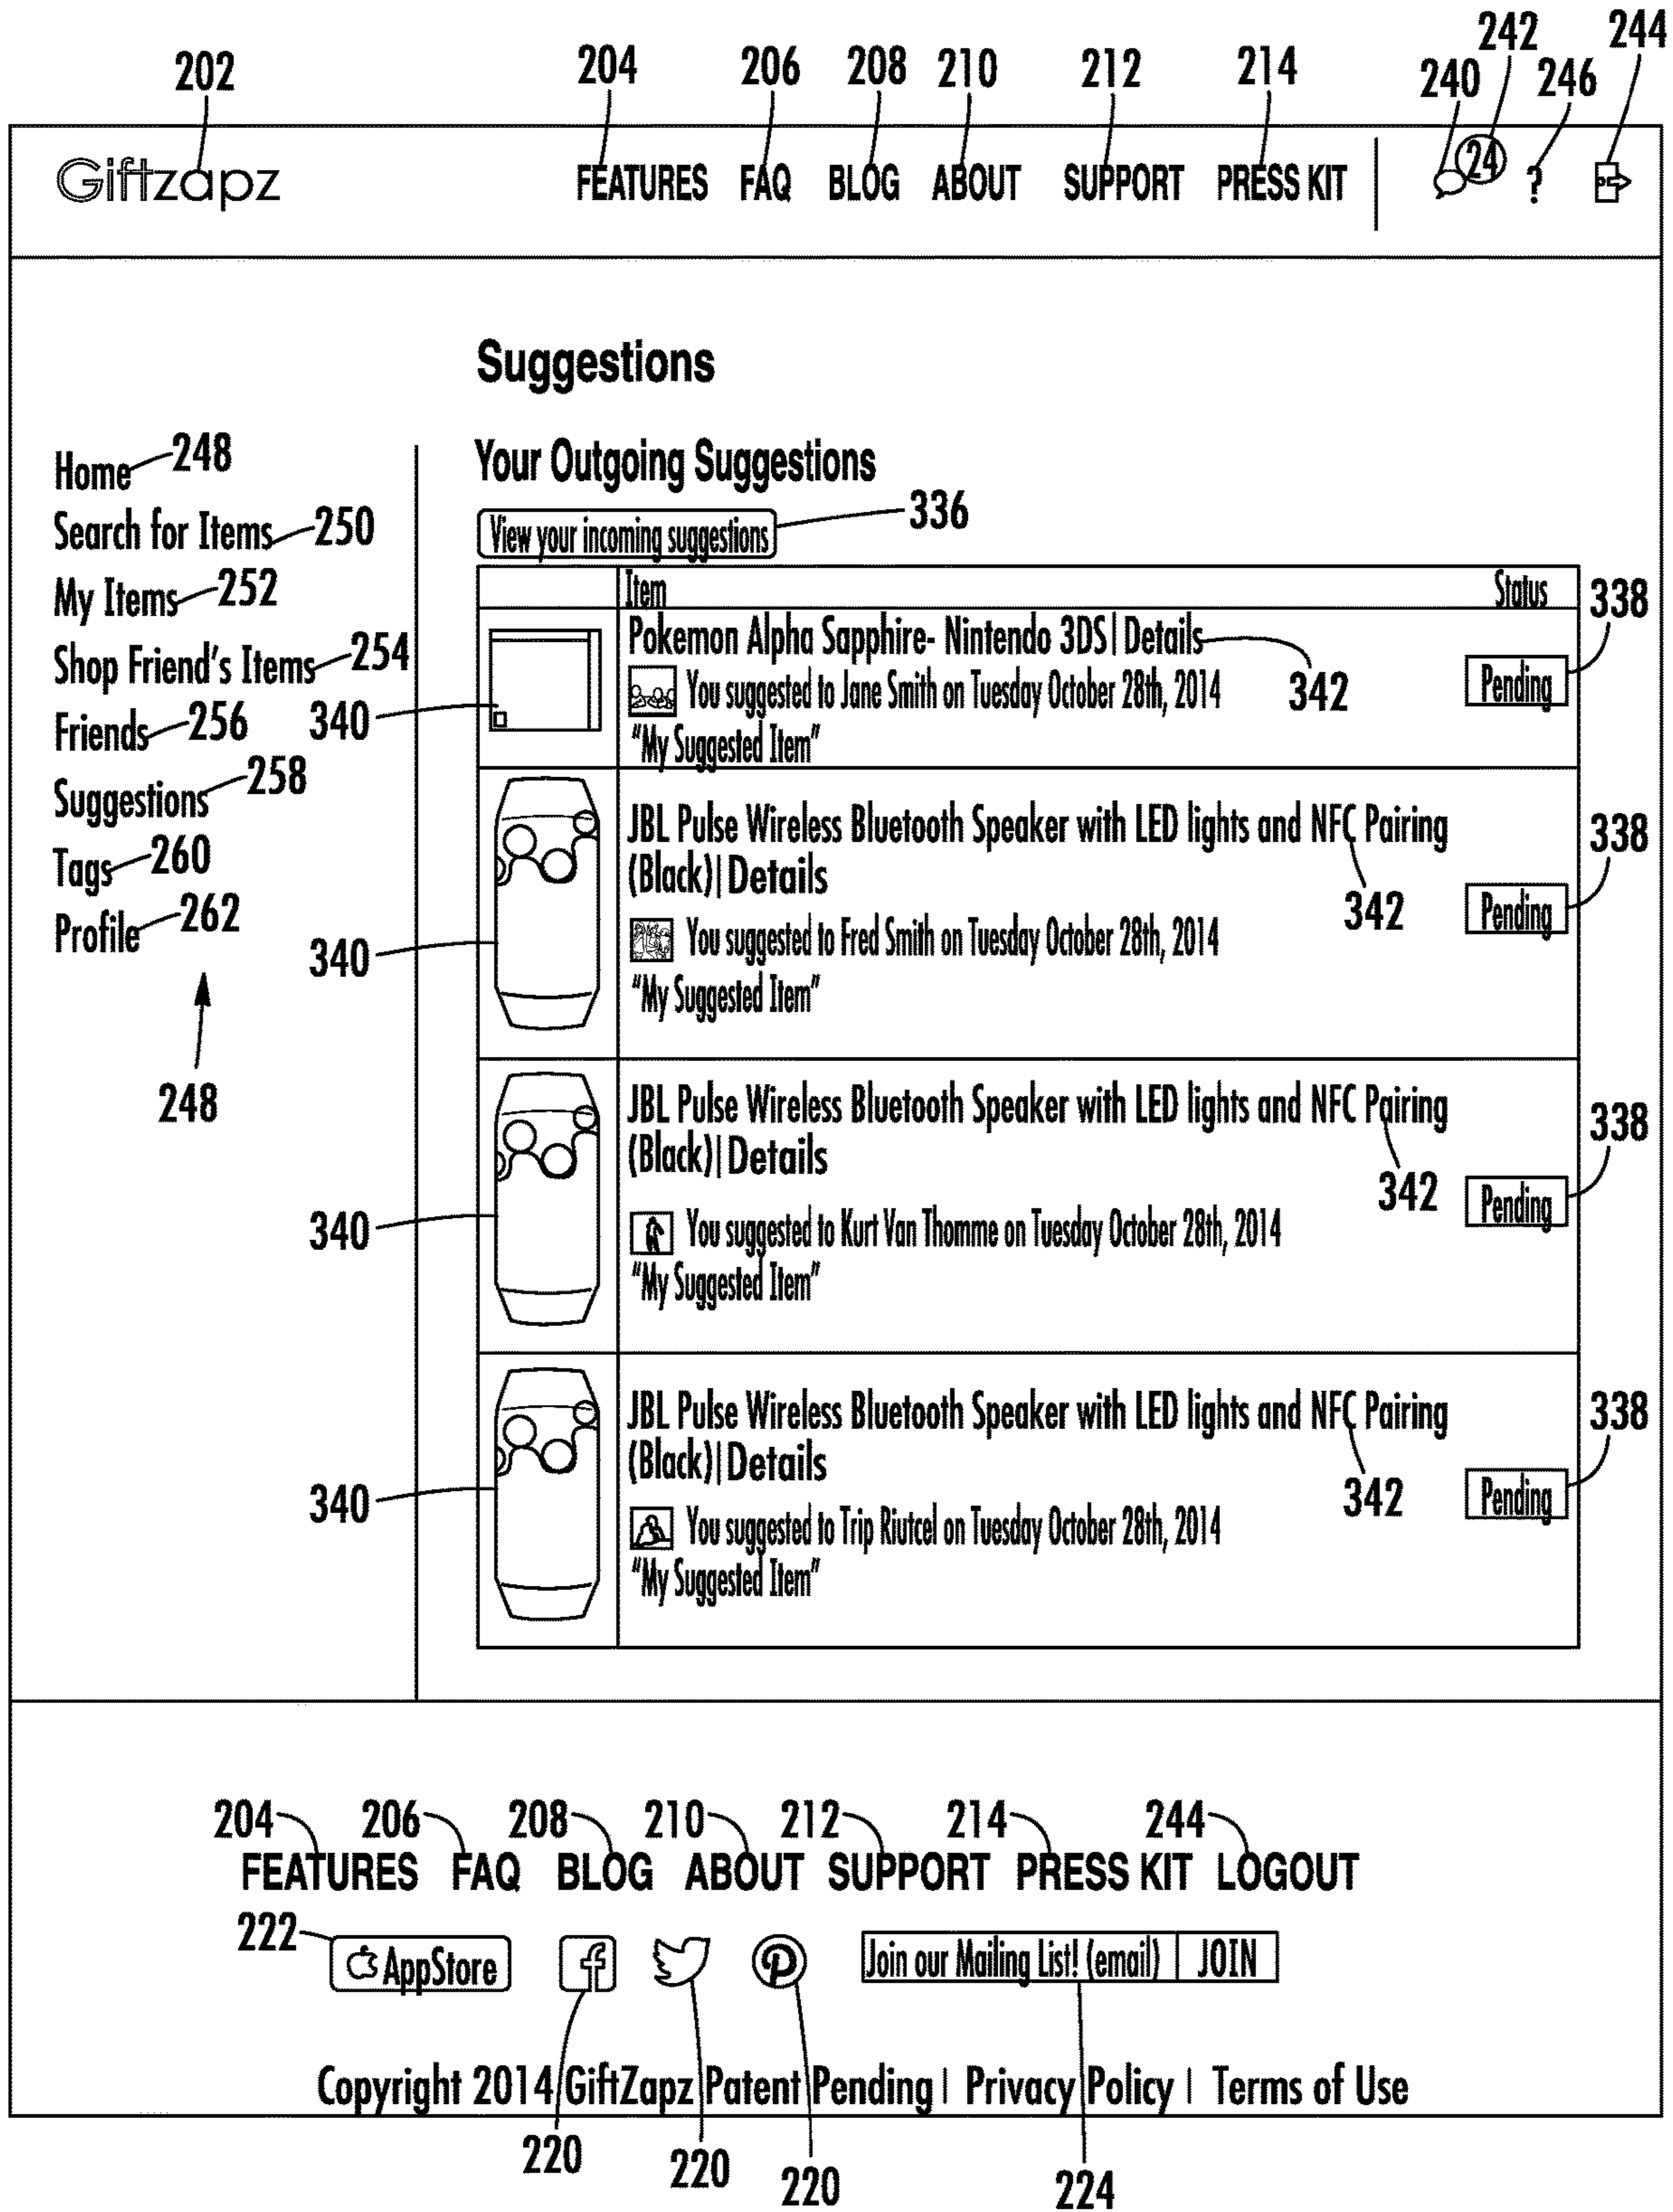 242 244
202 204 206 208 210 212 214 240 246
Giftzapz FEATURES FAQ BLOG ABOUT SUPPORT PRESS KIT 24 ?
Suggestions
Your Outgoing Suggestions
View your incoming suggestions 336
Home 248
Search for Items 250
My Items 252
Shop Friend's Items 254
Friends 256
Suggestions 258
Tags 260
Profile 262
248
Item Status 338
Pokemon Alpha Sapphire- Nintendo 3DS | Details
340 You suggested to Jane Smith on Tuesday October 28th, 2014 342 Pending
"My Suggested Item"
JBL Pulse Wireless Bluetooth Speaker with LED lights and NFC Pairing 338
(Black)| Details
342 Pending
340 You suggested to Fred Smith on Tuesday October 28th, 2014
"My Suggested Item"
JBL Pulse Wireless Bluetooth Speaker with LED lights and NFC Pairing 338
(Black)| Details
342 Pending
340 You suggested to Kurt Van Thomme on Tuesday October 28th, 2014
"My Suggested Item"
JBL Pulse Wireless Bluetooth Speaker with LED lights and NFC Pairing 338
(Black)| Details
340 342 Pending
You suggested to Trip Riutcel on Tuesday October 28th, 2014
"My Suggested Item"
204 206 208 210 212 214 244
FEATURES FAQ BLOG ABOUT SUPPORT PRESS KIT LOGOUT
222 AppStore f P Join our Mailing List! (email) JOIN
Copyright 2014 GiftZapz Patent Pending | Privacy Policy | Terms of Use
220 220 220 224